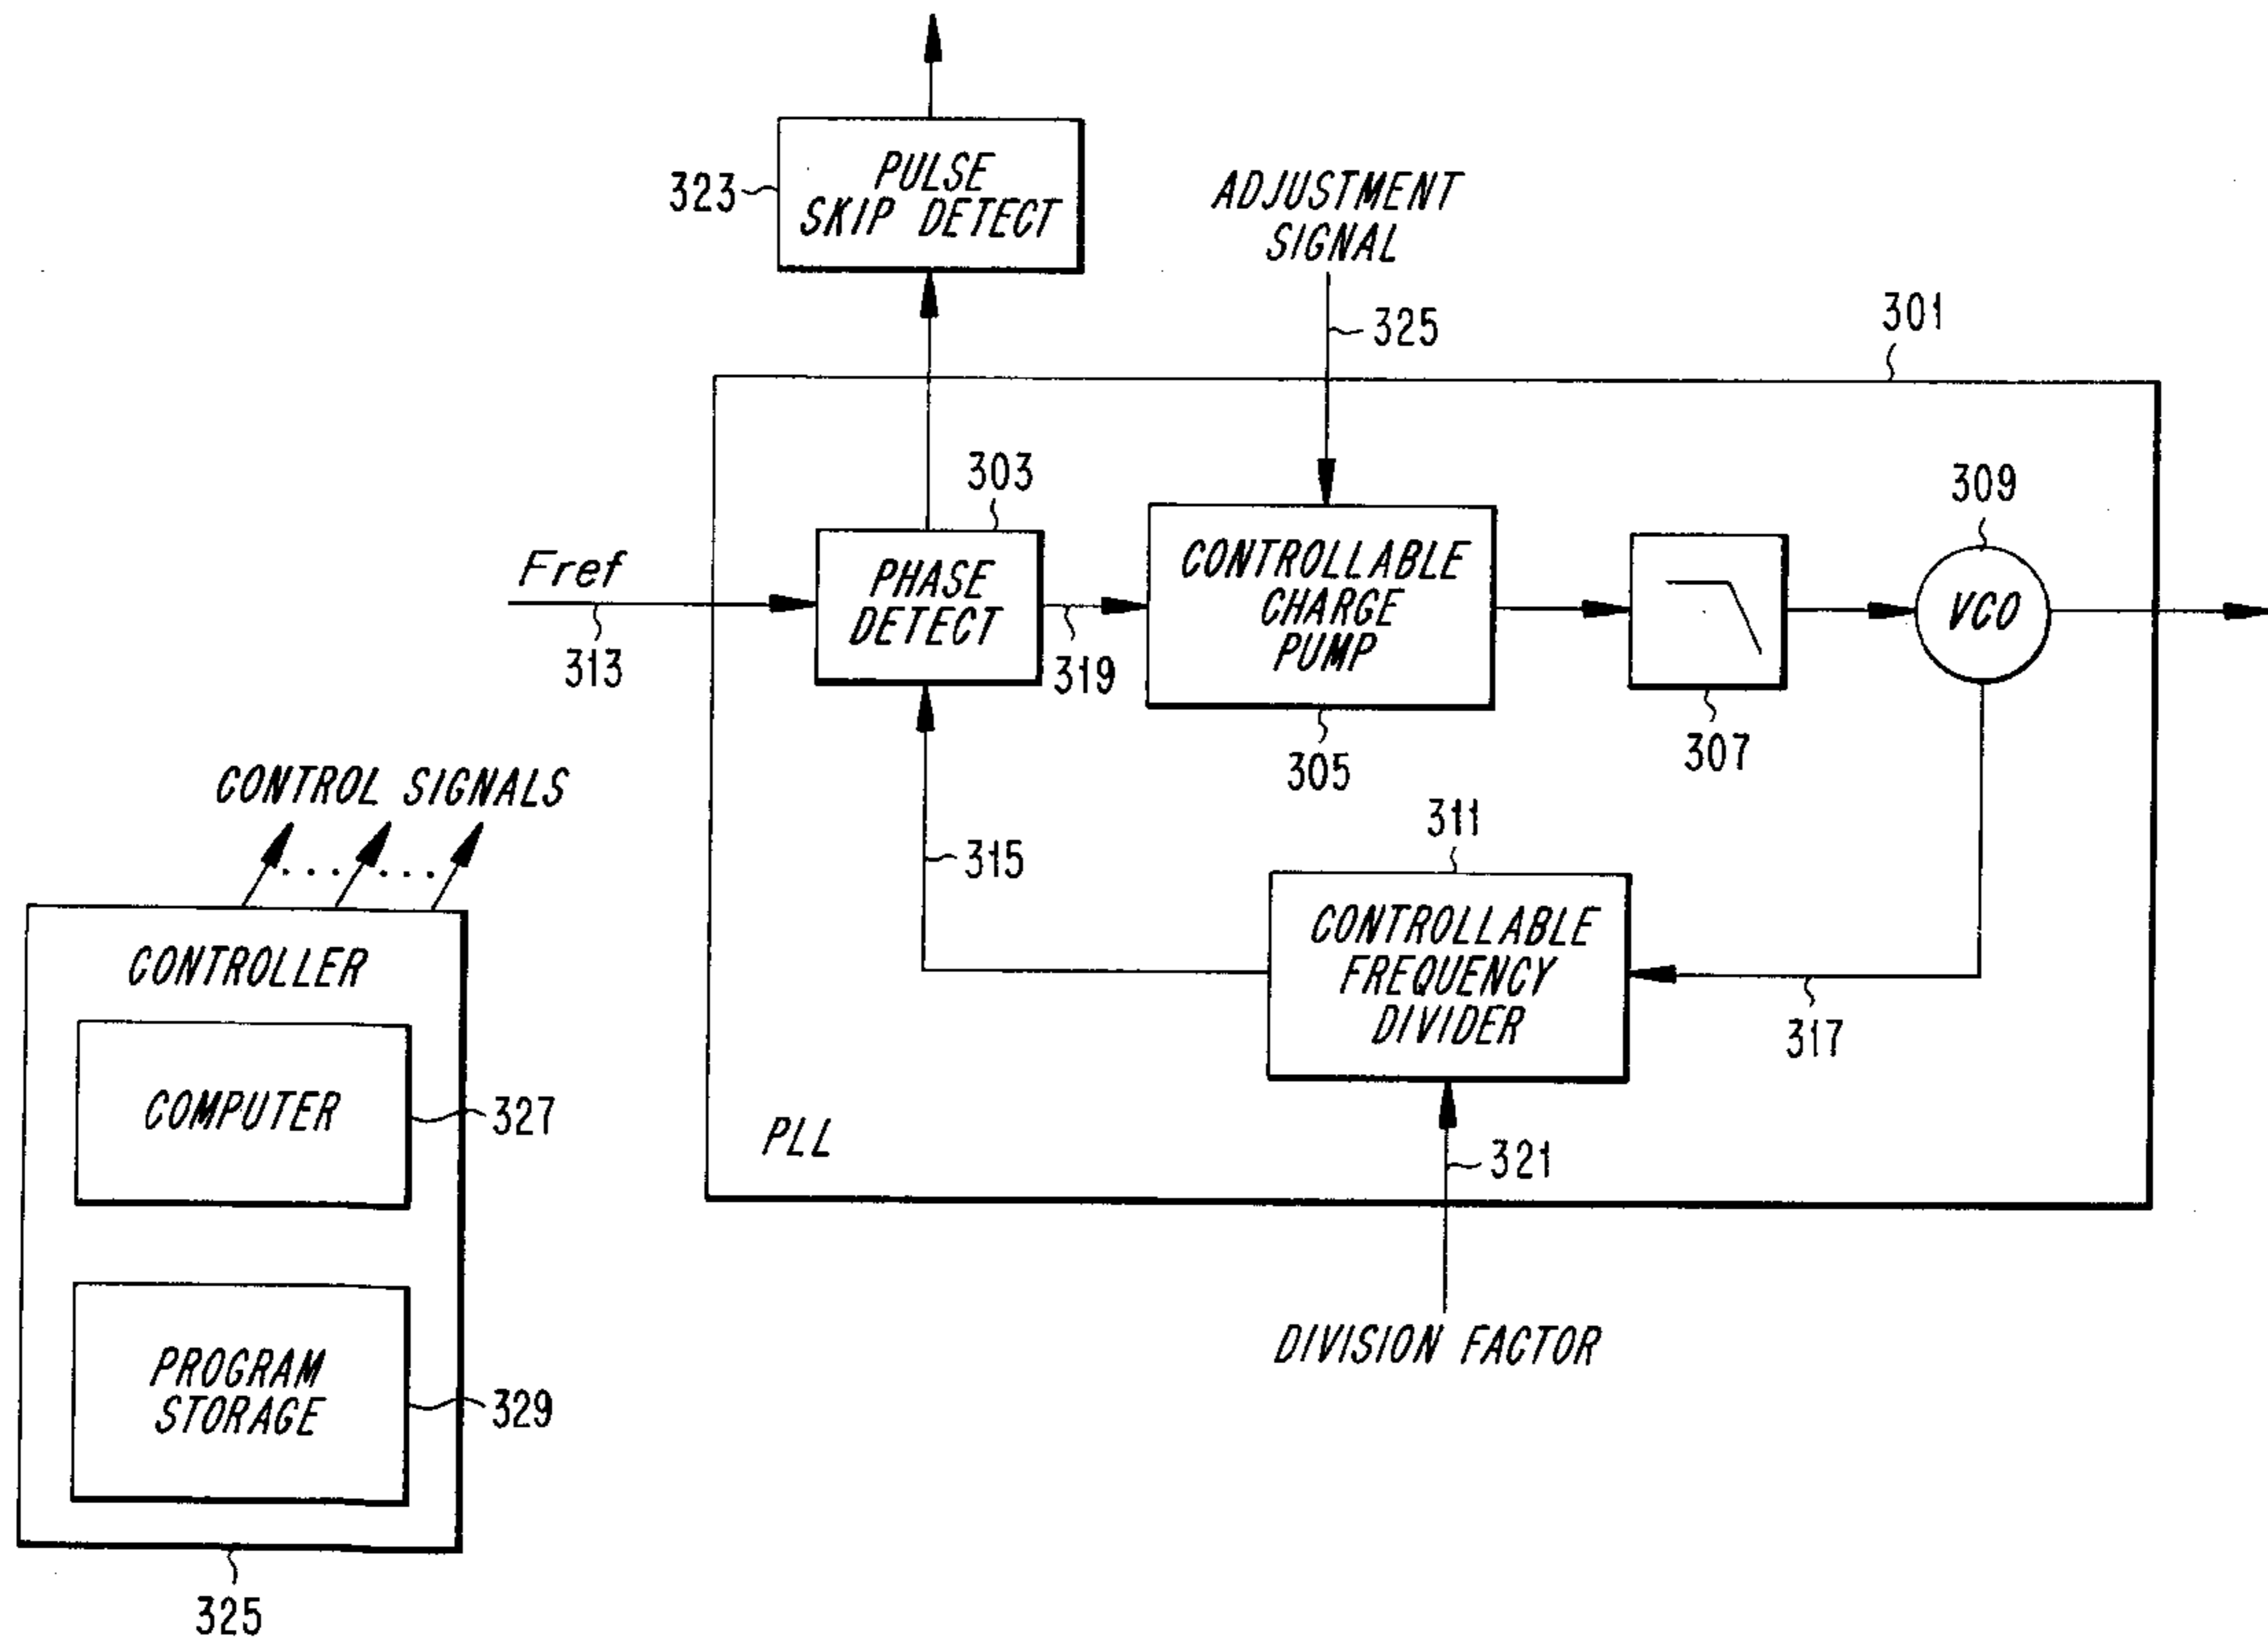 PULSE
SKIP DETECT
323
ADJUSTMENT
SIGNAL
325
301
303
309
Fref
313
PHASE
DETECT
319
CONTROLLABLE
CHARGE
PUMP
305
307
VCO
CONTROL SIGNALS
315
311
CONTROLLABLE
FREQUENCY
DIVIDER
317
CONTROLLER
COMPUTER
327
PLL
321
PROGRAM
STORAGE
329
DIVISION FACTOR
325